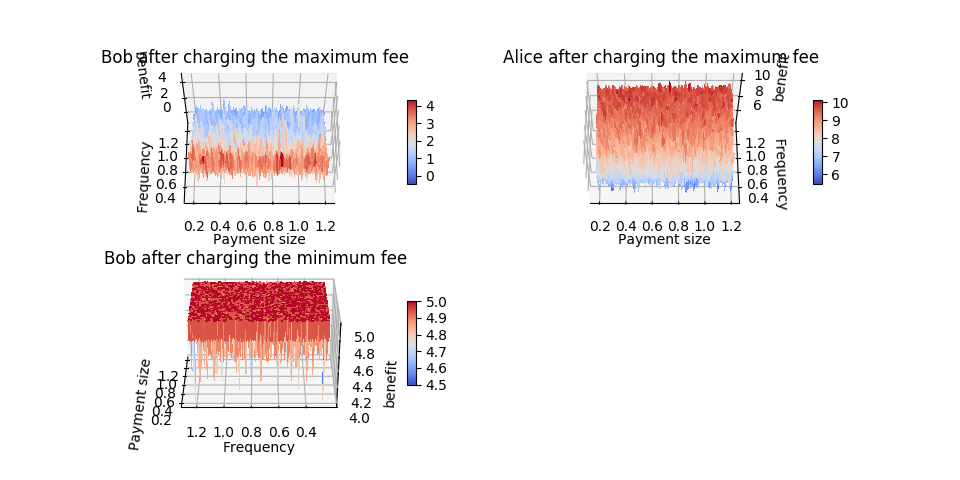 Bob after charging the maximum fee
benefit
4
2
0
Frequency
1.2
1.0
0.8
0.6
0.4
0.2 0.4 0.6 0.8 1.0 1.2
Payment size
4
3
2
1
0
Alice after charging the maximum fee
benefit
10
8
6
Frequency
1.2
1.0
0.8
0.6
0.4
0.2 0.4 0.6 0.8 1.0 1.2
Payment size
10
9
8
7
6
Bob after charging the minimum fee
Payment size
1.2
1.0
0.8
0.6
0.4
0.2
1.2 1.0 0.8 0.6 0.4
Frequency
benefit
5.0
4.8
4.6
4.4
4.2
4.0
5.0
4.9
4.8
4.7
4.6
4.5